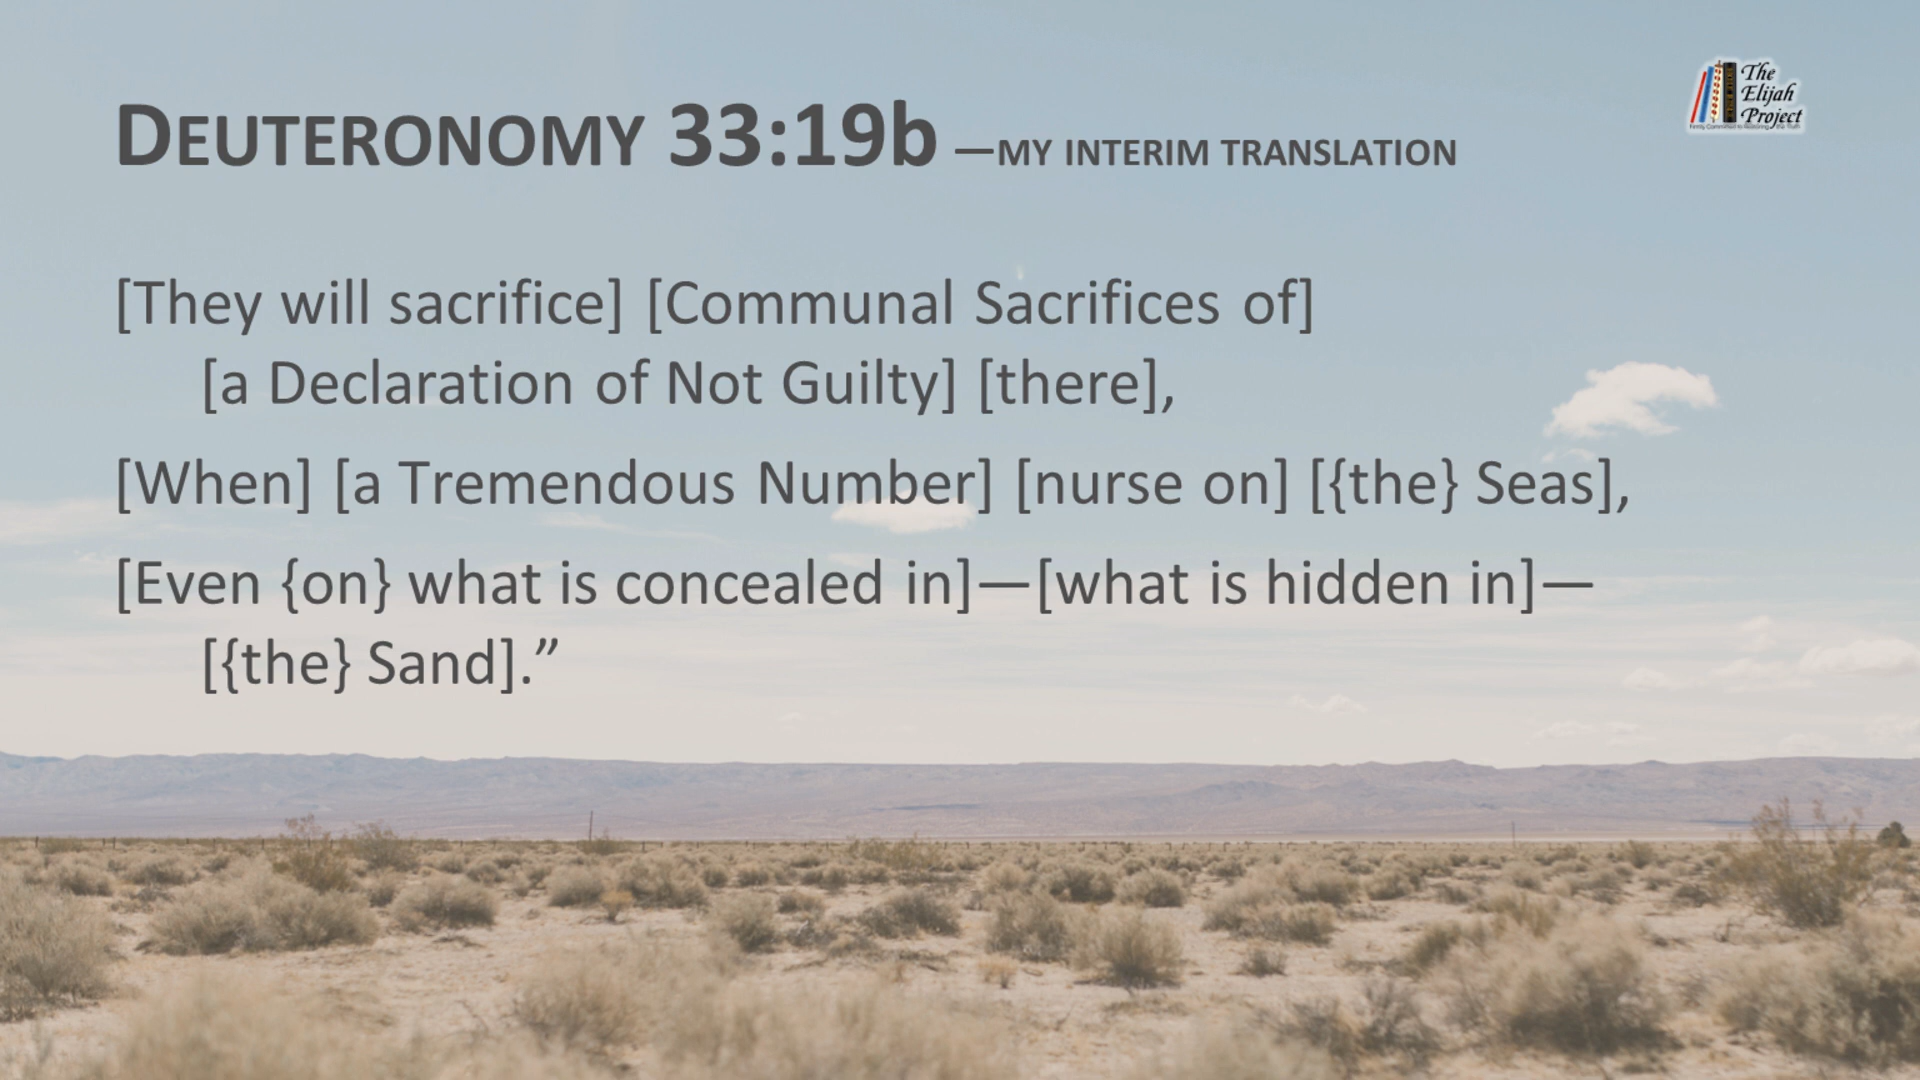 DEUTERONOMY 33:19b —MY INTERIM TRANSLATION
The
Elijah
Project
[They will sacrifice] [Communal Sacrifices of]
[a Declaration of Not Guilty] [there],
[When] [a Tremendous Number] [nurse on] [{the} Seas],
[Even {on} what is concealed in]—[what is hidden in]—
[{the} Sand].”